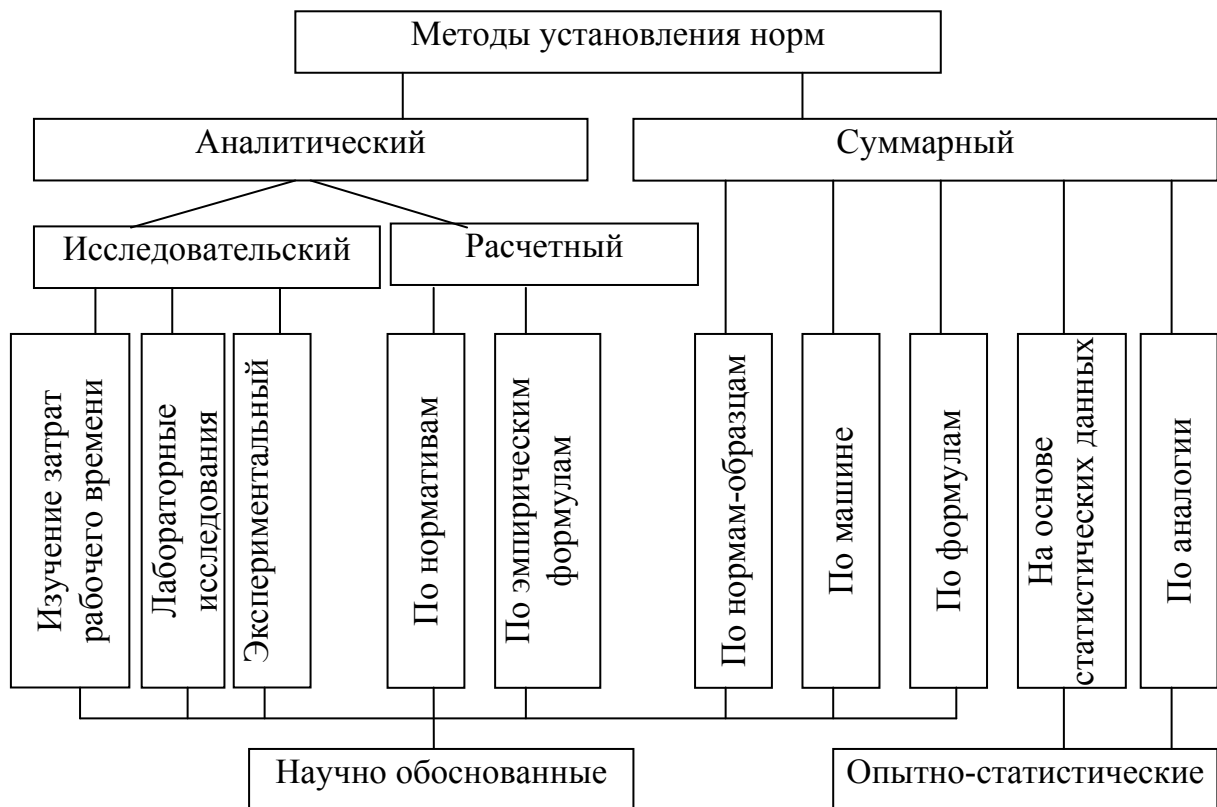 Методы установления норм
Аналитический
Суммарный
Исследовательский
Расчетный
Изучение затрат
рабочего времени
Лабораторные
исследования
Экспериментальный
По нормативам
По эмпирическим
формулам
По нормам-образцам
По машине
По формулам
На основе
статистических данных
По аналогии
Научно обоснованные
Опытно-статистические